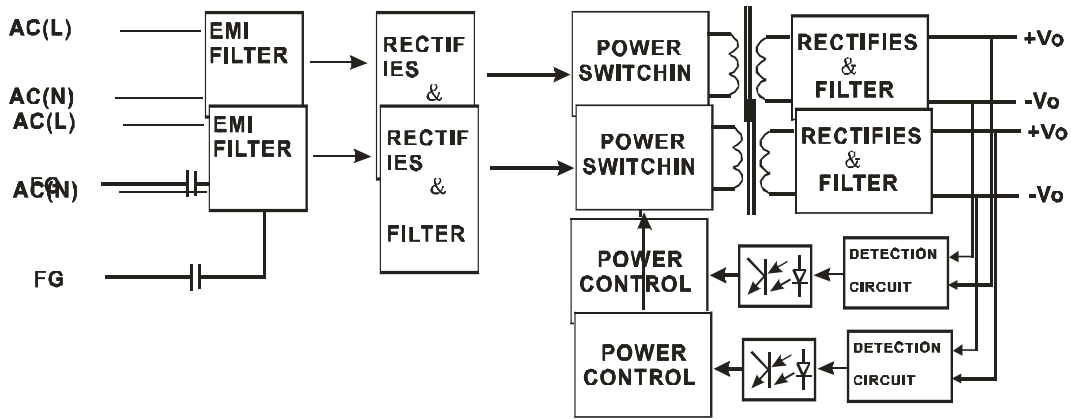 AC(L)
EMI
FILTER
RECTIF
IES
&
POWER
SWITCHIN
RECTIFIES
&
FILTER
+Vo
-Vo
AC(N)
AC(L)
EMI
FILTER
RECTIF
IES
&
FILTER
POWER
SWITCHIN
RECTIFIES
&
FILTER
+Vo
-Vo
FG
AC(N)
FG
POWER
CONTROL
DETECTION
CIRCUIT
POWER
CONTROL
DETECTION
CIRCUIT